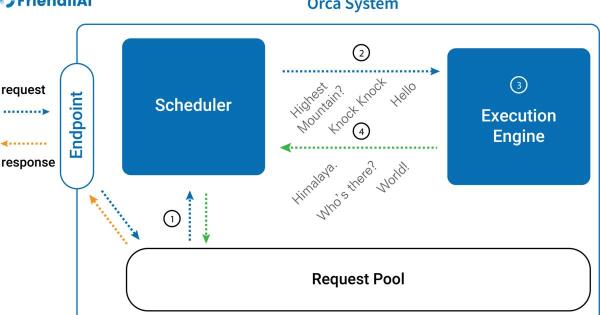 FriendliAI
Orca System
request
response
Endpoint
Scheduler
2
Highest
Mountain?
Knock Knock
Hello
4
Himalaya.
Who's there?
World!
3
Execution
Engine
1
Request Pool